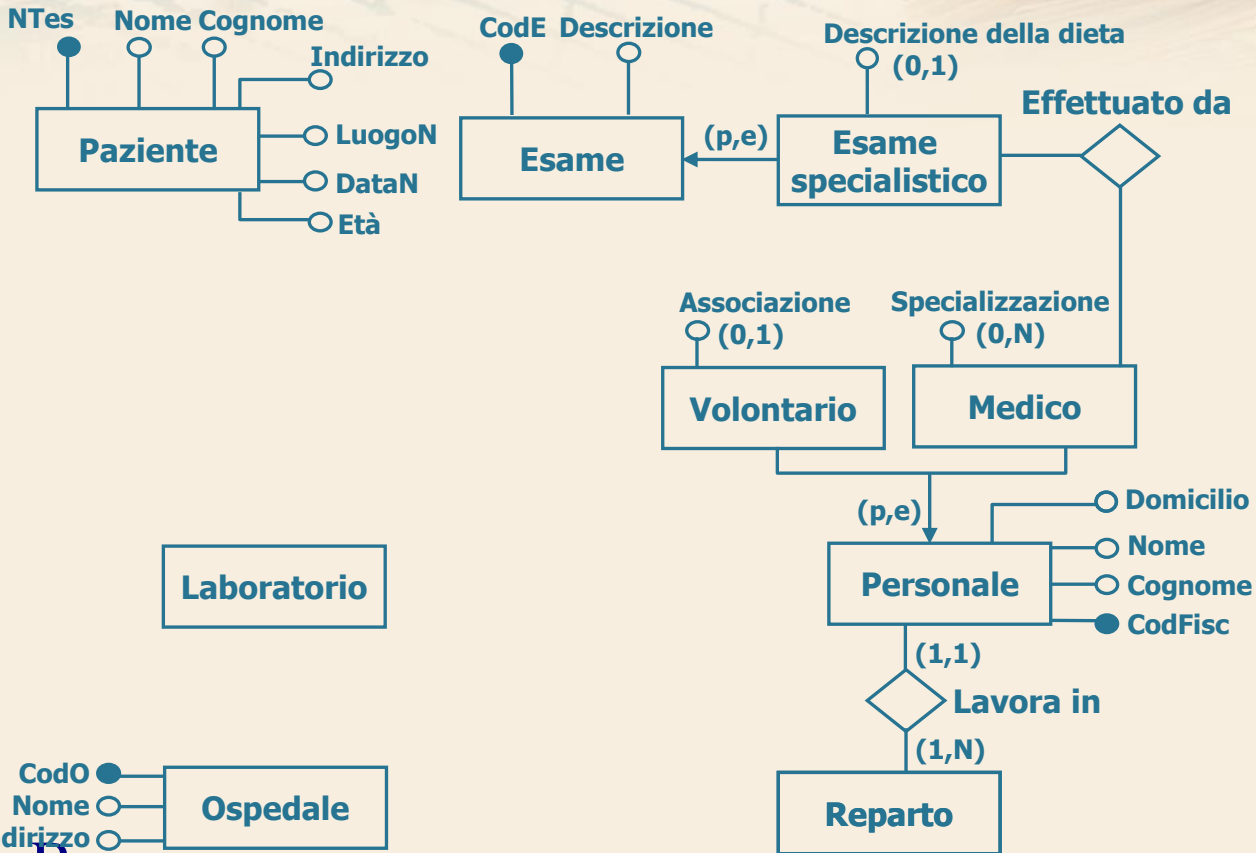 NTes
Nome Cognome
Indirizzo
LuogoN
DataN
Età
Paziente
CodE Descrizione
Esame
(p,e)
Descrizione della dieta
(0,1)
Esame
specialistico
Effettuato da
Associazione
(0,1)
Volontario
Specializzazione
(0,N)
Medico
(p,e)
Domicilio
Nome
Cognome
CodFisc
Personale
Laboratorio
(1,1)
Lavora in
(1,N)
Reparto
CodO
Nome
dirizzo
Ospedale